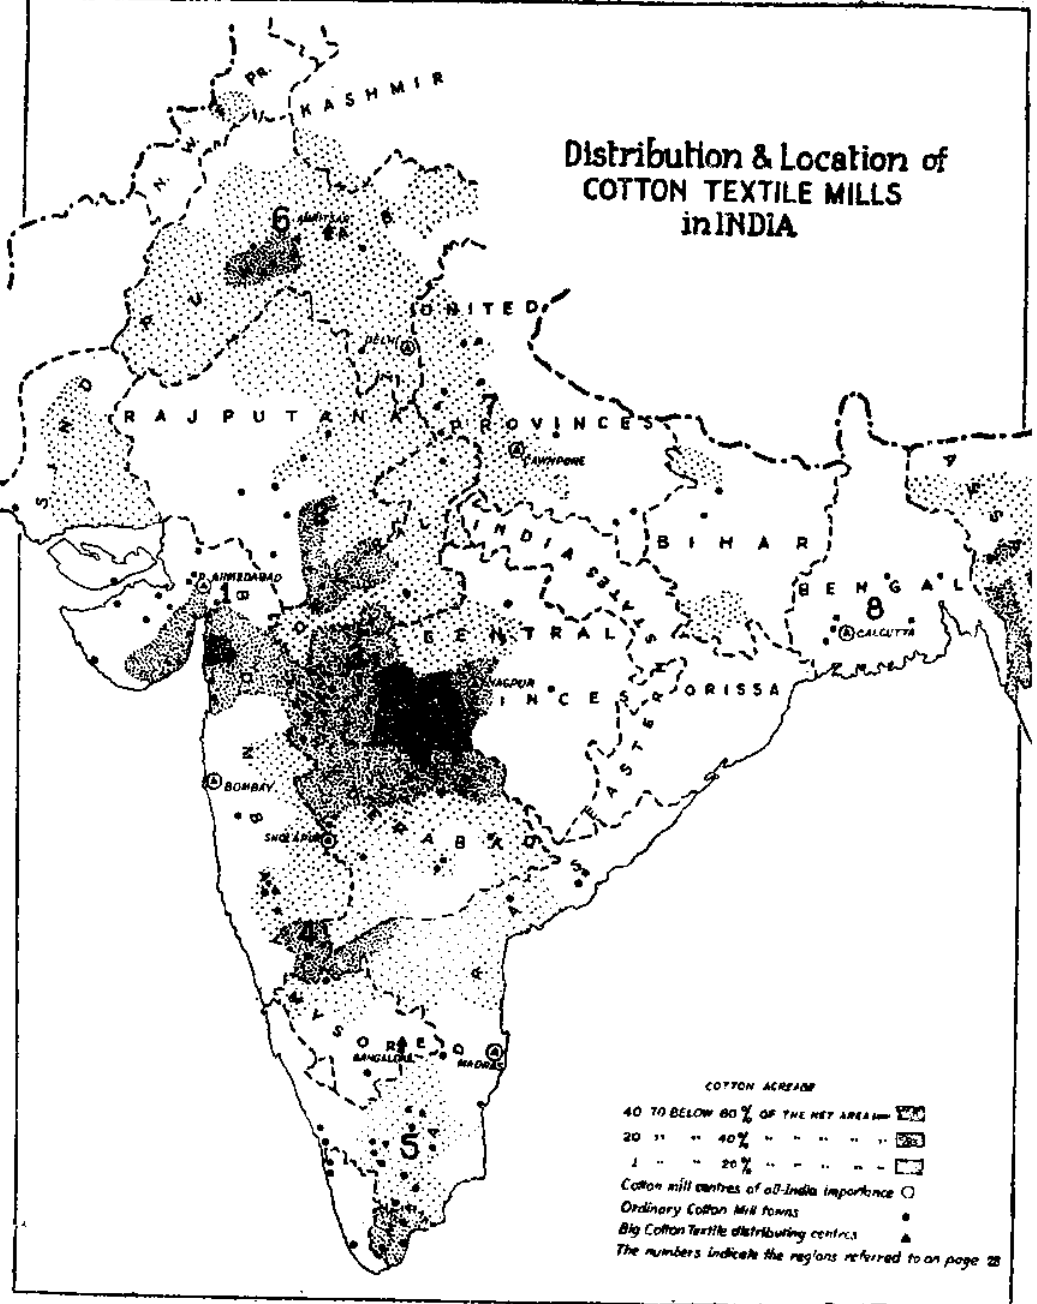 Distribution & Location of
COTTON TEXTILE MILLS
in INDIA
N. W. F. PR.
KASHMIR
PUNJAB
6
AMRITSAR
UNITED
DELHI
SIND
RAJPUTANA
7
PROVINCES
CAWNPORE
INDIA
BIHAR
AHMEDABAD
1
BENGAL
8
CALCUTTA
CENTRAL
EASTERN STATES
NAGPUR
INCES
ORISSA
BOMBAY
SHOLAPUR
4
MYSORE
BANGALORE
MADRAS
5
COTTON ACREAGE
40 TO BELOW 80% OF THE NET AREA
20 " " 40% " " " " "
1 " " 20% " " " " "
Cotton mill centres of all-India importance
Ordinary Cotton Mill towns
Big Cotton Textile distributing centres
The numbers indicate the regions referred to on page 28